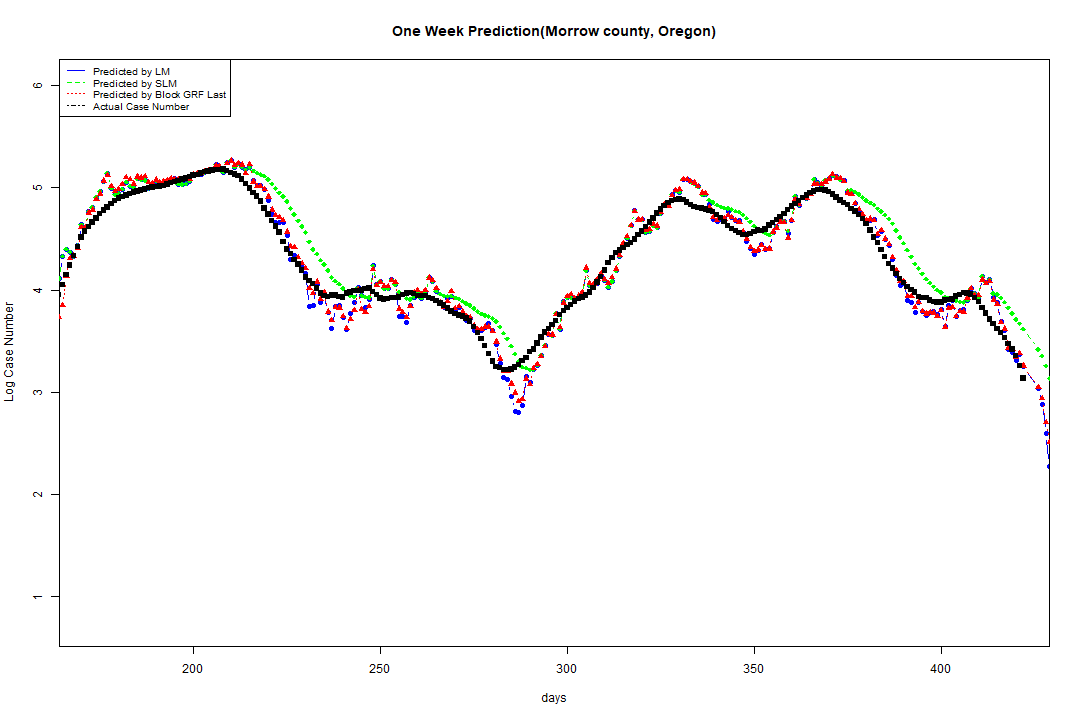 One Week Prediction(Morrow county, Oregon)
Predicted by LM
Predicted by SLM
Predicted by Block GRF Last
Actual Case Number
6
5
4
3
2
1
Log Case Number
200
250
300
350
400
days